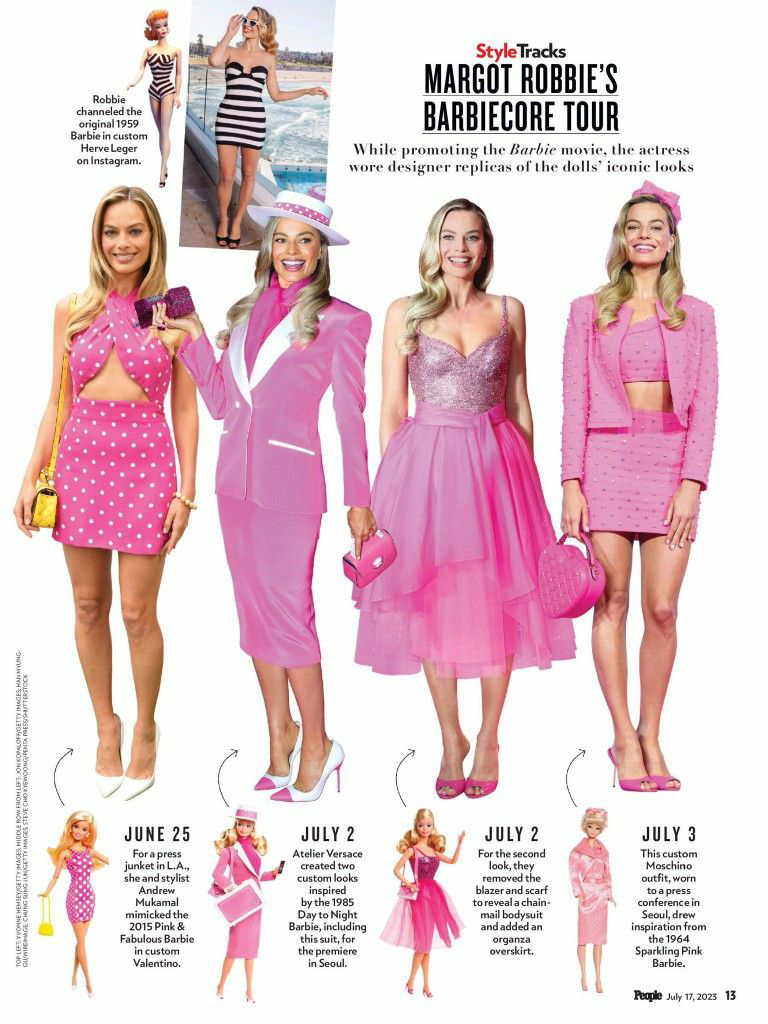 StyleTracks
MARGOT ROBBIE'S
BARBIECORE TOUR
While promoting the Barbie movie, the actress
wore designer replicas of the dolls' iconic looks
Robbie
channeled the
original 1959
Barbie in custom
Herve Leger
on Instagram.
JUNE 25
For a press
junket in L.A.,
she and stylist
Andrew
Mukamal
mimicked the
2015 Pink &
Fabulous Barbie
in custom
Valentino.
JULY 2
Atelier Versace
created two
custom looks
inspired
by the 1985
Day to Night
Barbie, including
this suit, for
the premiere
in Seoul.
JULY 2
For the second
look, they
removed the
blazer and scarf
to reveal a chain-
mail bodysuit
and added an
organza
overskirt.
JULY 3
This custom
Moschino
outfit, worn
to a press
conference in
Seoul, drew
inspiration from
the 1964
Sparkling Pink
Barbie.
TOP LEFT: YVONNE HEMSEY/GETTY IMAGES; MIDDLE ROW FROM LEFT: JON KOPALOFF/GETTY IMAGES; HAN MYUNG-
GU/WIREIMAGE; CHUNG SUNG-JUN/GETTY IMAGES; STEVE CHO KYEWOONG/PENTA PRESS/SHUTTERSTOCK
People July 17, 2023 13